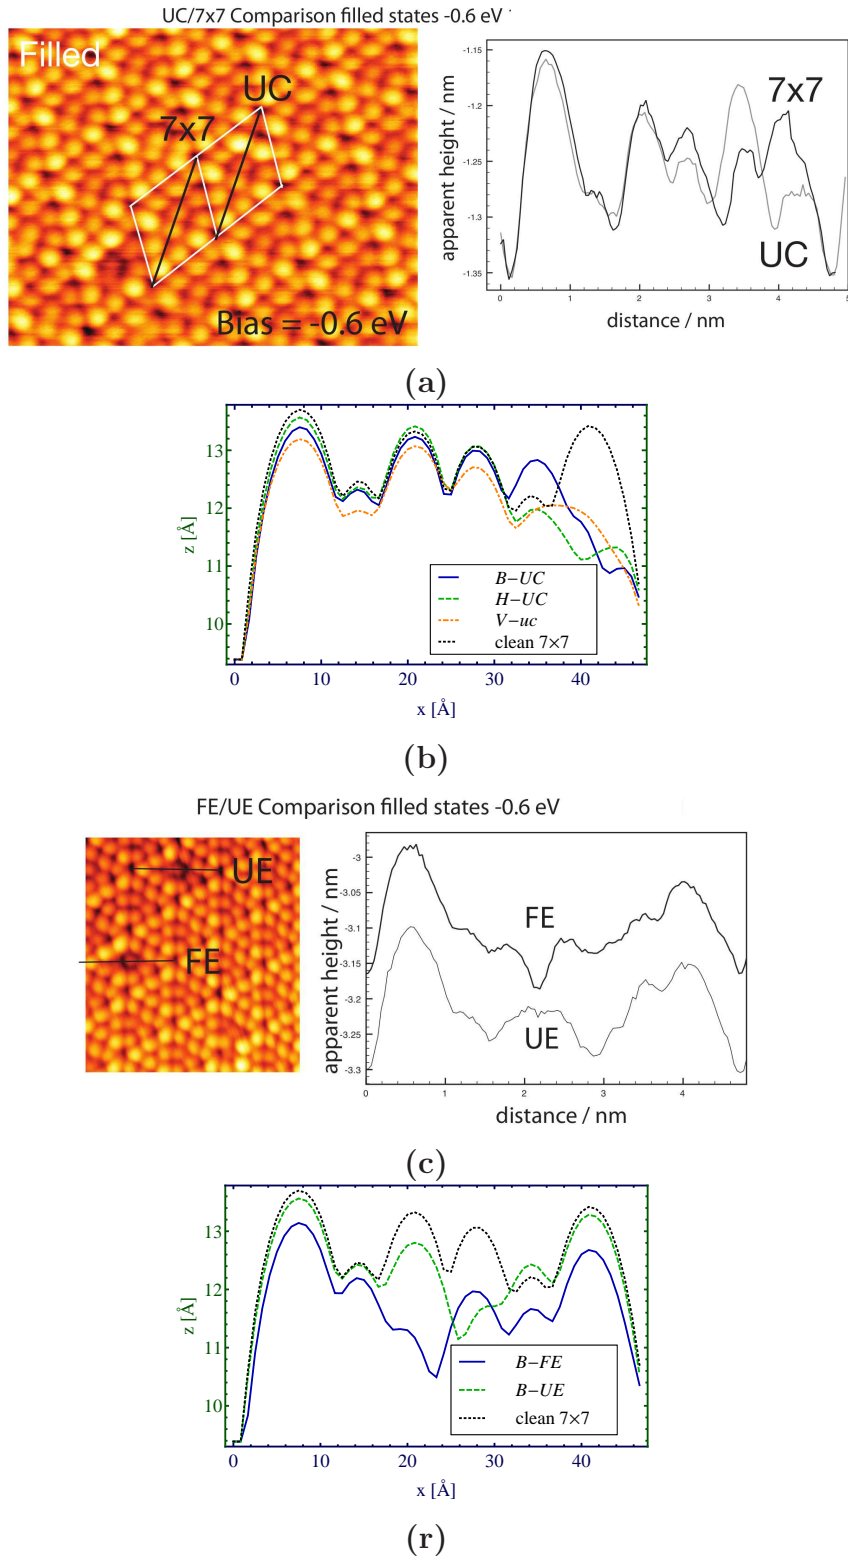 UC/7x7 Comparison filled states -0.6 eV
Filled
UC
7x7
Bias = -0.6 eV
apparent height / nm
-1.15
-1.2
-1.25
-1.3
-1.35
7x7
UC
0 1 2 3 4 5
distance / nm
(a)
z [Å]
13
12
11
10
B-UC
H-UC
V-uc
clean 7×7
0 10 20 30 40
x [Å]
(b)
FE/UE Comparison filled states -0.6 eV
UE
FE
apparent height / nm
-3
-3.05
-3.1
-3.15
-3.2
-3.25
-3.3
FE
UE
0 1 2 3 4
distance / nm
(c)
z [Å]
13
12
11
10
B-FE
B-UE
clean 7×7
0 10 20 30 40
x [Å]
(r)